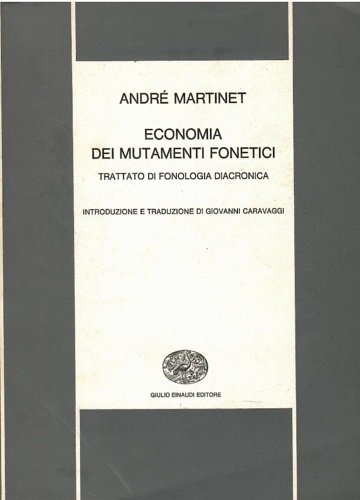 ANDRÉ MARTINET
ECONOMIA
DEI MUTAMENTI FONETICI
TRATTATO DI FONOLOGIA DIACRONICA
INTRODUZIONE E TRADUZIONE DI GIOVANNI CARAVAGGI
GIULIO EINAUDI EDITORE